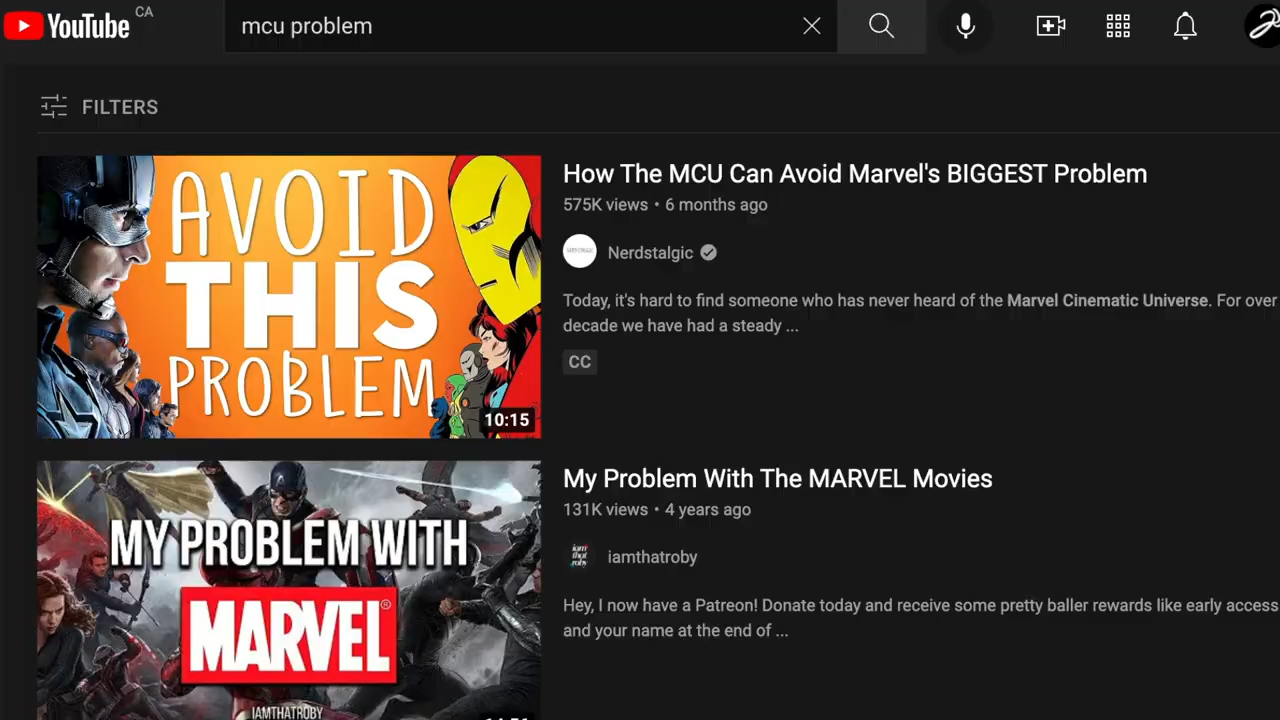 YouTube CA
mcu problem
FILTERS
AVOID
THIS
PROBLEM
10:15
How The MCU Can Avoid Marvel's BIGGEST Problem
575K views • 6 months ago
Nerdstalgic
Today, it's hard to find someone who has never heard of the Marvel Cinematic Universe. For over
decade we have had a steady ...
CC
MY PROBLEM WITH
MARVEL®
IAMTHATROBY
My Problem With The MARVEL Movies
131K views • 4 years ago
iam
that
roby
iamthatroby
Hey, I now have a Patreon! Donate today and receive some pretty baller rewards like early access
and your name at the end of ...